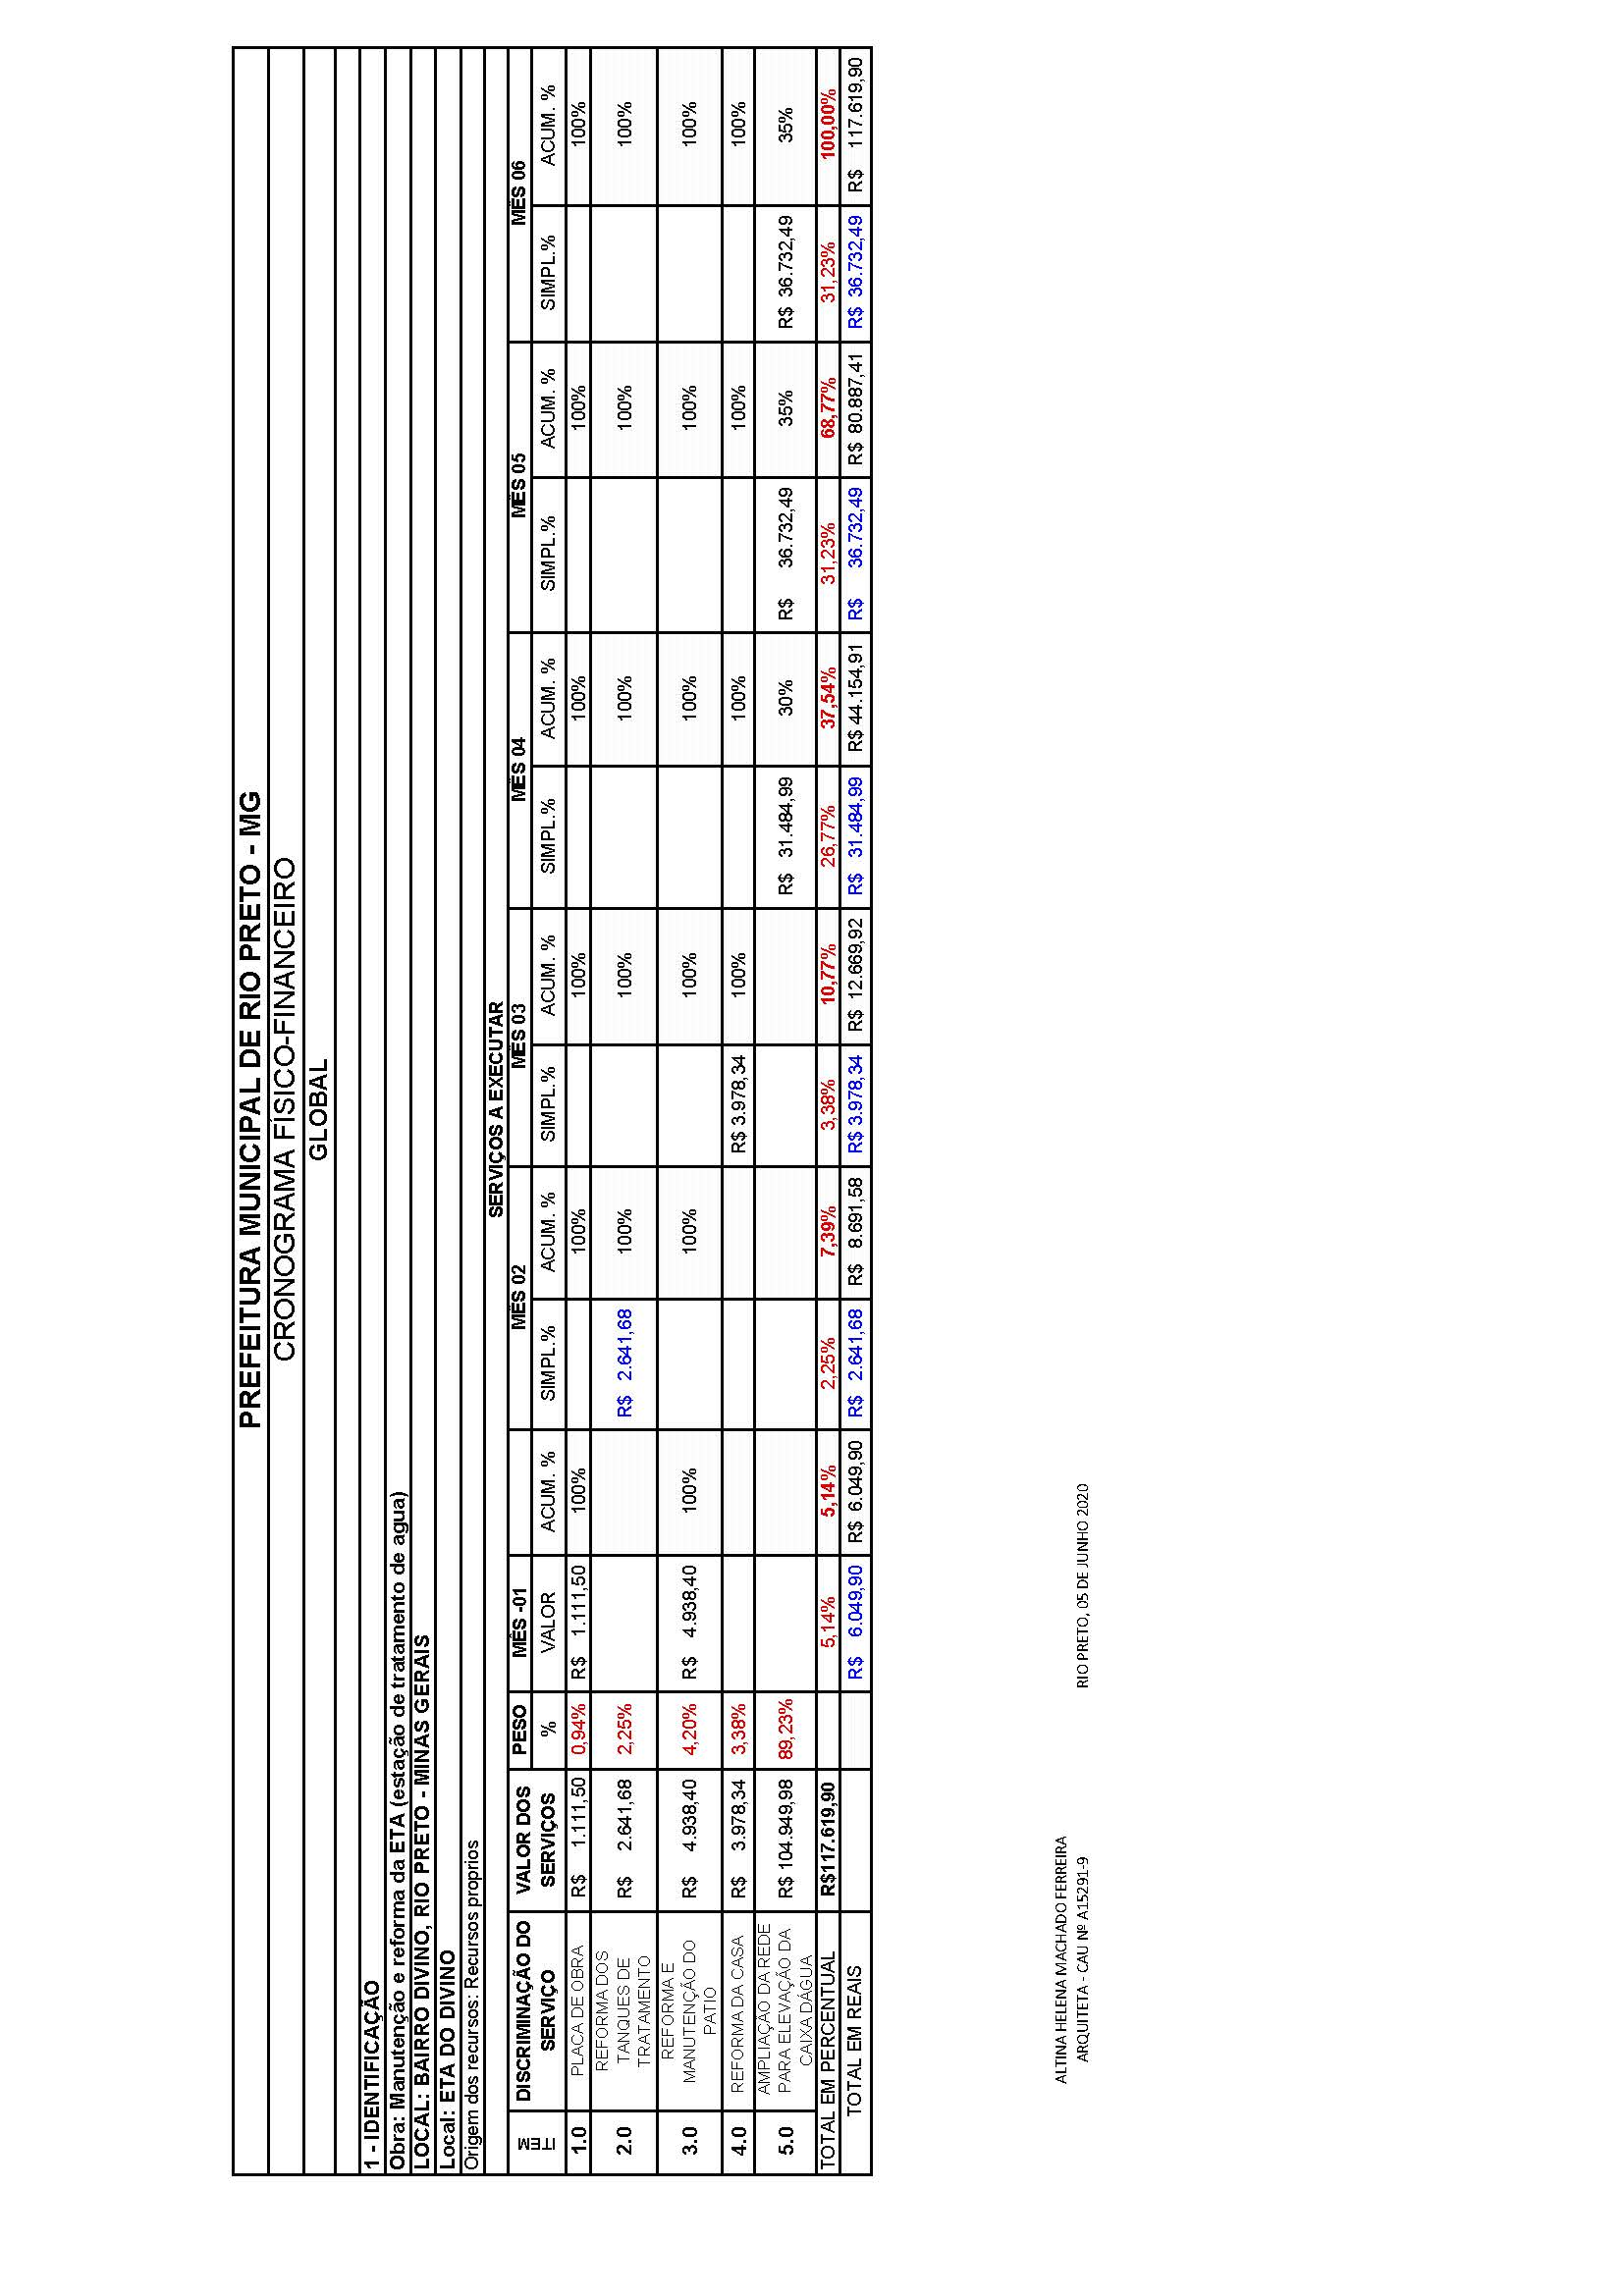 PREFEITURA MUNICIPAL DE RIO PRETO - MG
CRONOGRAMA FÍSICO-FINANCEIRO
GLOBAL
1 - IDENTIFICAÇÃO
Obra: Manutenção e reforma da ETA (estação de tratamento de agua)
LOCAL: BAIRRO DIVINO, RIO PRETO - MINAS GERAIS
Local: ETA DO DIVINO
Origem dos recursos: Recursos proprios
SERVIÇOS A EXECUTAR
ITEM DISCRIMINAÇÃO DO SERVIÇO VALOR DOS SERVIÇOS PESO MÊS -01 MÊS 02 MÊS 03 MÊS 04 MÊS 05 MÊS 06
% VALOR ACUM. % SIMPL.% ACUM. % SIMPL.% ACUM. % SIMPL.% ACUM. % SIMPL.% ACUM. % SIMPL.% ACUM. %
1.0 PLACA DE OBRA R$ 1.111,50 0,94% R$ 1.111,50 100% 100% 100% 100% 100% 100%
2.0 REFORMA DOS TANQUES DE TRATAMENTO R$ 2.641,68 2,25% R$ 2.641,68 100% 100% 100% 100% 100%
3.0 REFORMA E MANUTENÇÃO DO PATIO R$ 4.938,40 4,20% R$ 4.938,40 100% 100% 100% 100% 100% 100%
4.0 REFORMA DA CASA R$ 3.978,34 3,38% R$ 3.978,34 100% 100% 100% 100%
5.0 AMPLIAÇÃO DA REDE PARA ELEVAÇÃO DA CAIXA DÁGUA R$ 104.949,98 89,23% R$ 31.484,99 30% R$ 36.732,49 35% R$ 36.732,49 35%
TOTAL EM PERCENTUAL R$117.619,90 5,14% 5,14% 2,25% 7,39% 3,38% 10,77% 26,77% 37,54% 31,23% 68,77% 31,23% 100,00%
TOTAL EM REAIS R$ 6.049,90 R$ 6.049,90 R$ 2.641,68 R$ 8.691,58 R$ 3.978,34 R$ 12.669,92 R$ 31.484,99 R$ 44.154,91 R$ 36.732,49 R$ 80.887,41 R$ 36.732,49 R$ 117.619,90
ALTINA HELENA MACHADO FERREIRA
ARQUITETA - CAU Nº A15291-9 RIO PRETO, 05 DE JUNHO 2020